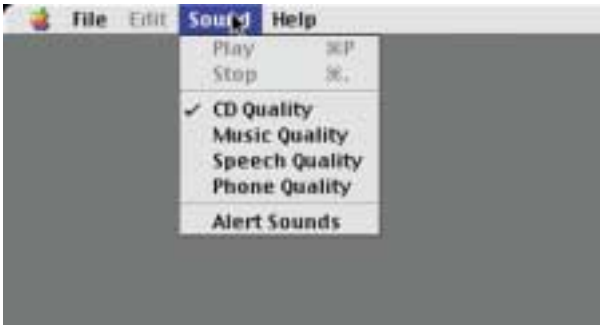 File Edit Sound Help
Play ⌘P
Stop ⌘.
✓ CD Quality
Music Quality
Speech Quality
Phone Quality
Alert Sounds